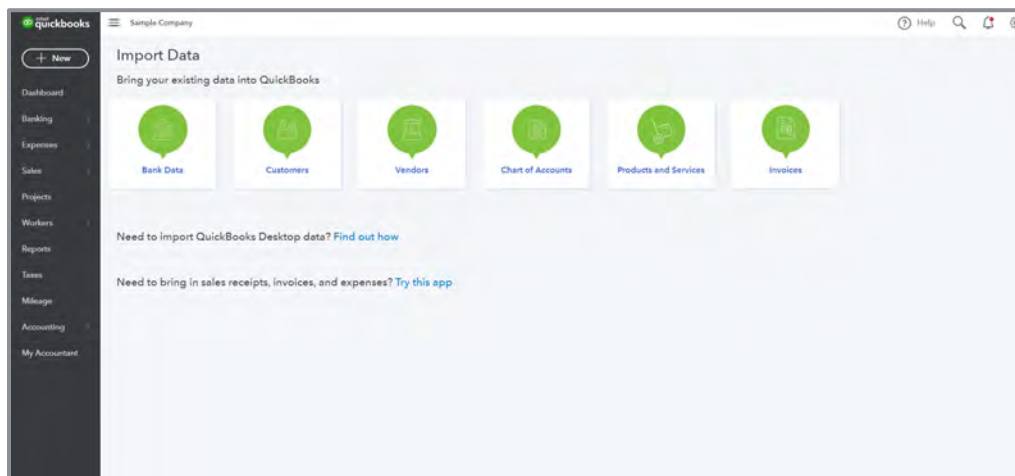 intuit quickbooks
Sample Company
Help
+ New
Import Data
Bring your existing data into QuickBooks
Dashboard
Banking
Expenses
Sales
Projects
Workers
Reports
Taxes
Mileage
Accounting
My Accountant
Bank Data
Customers
Vendors
Chart of Accounts
Products and Services
Invoices
Need to import QuickBooks Desktop data? Find out how
Need to bring in sales receipts, invoices, and expenses? Try this app